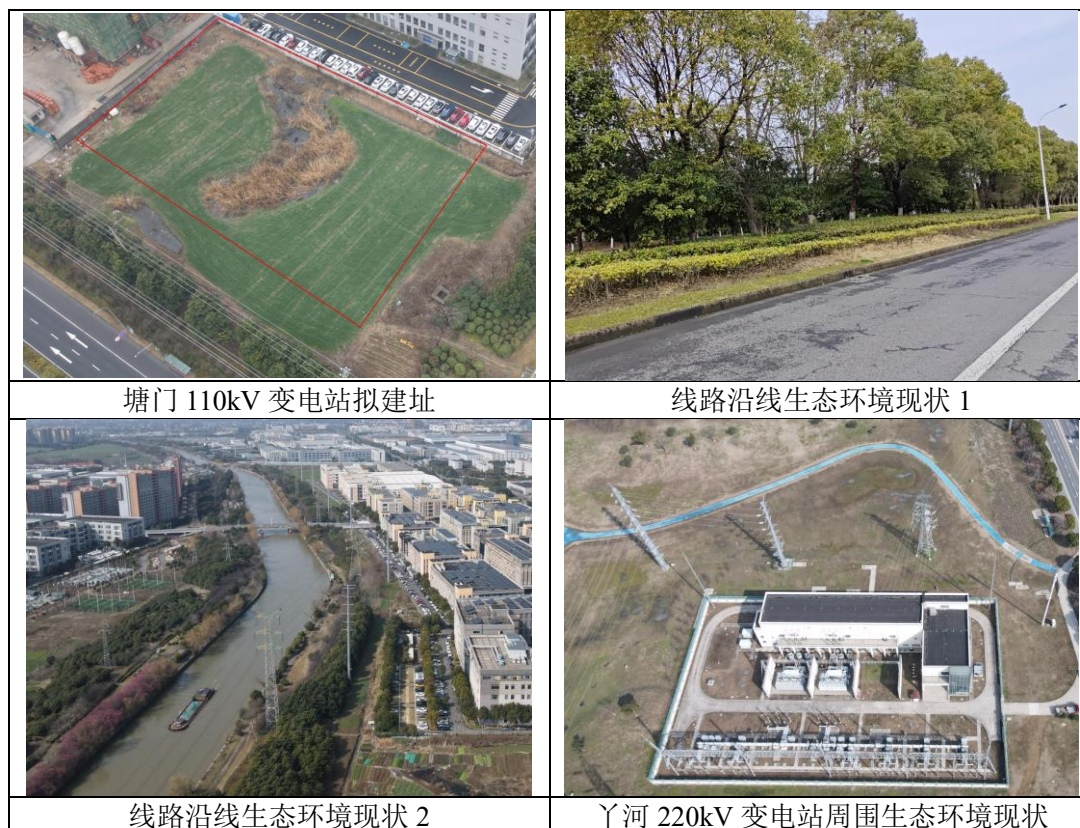 塘门 110kV 变电站拟建址
线路沿线生态环境现状 1
线路沿线生态环境现状 2
丫河 220kV 变电站周围生态环境现状